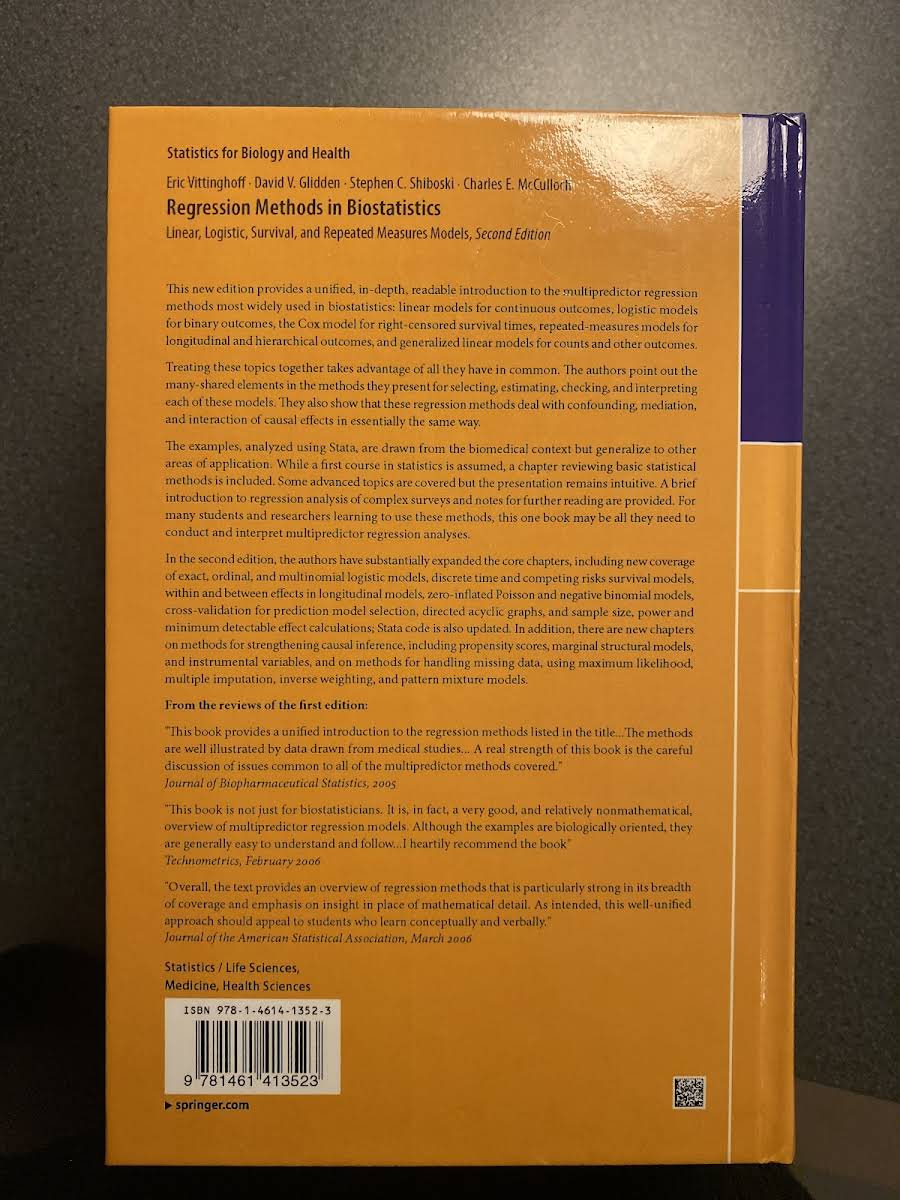 Statistics for Biology and Health
Eric Vittinghoff · David V. Glidden · Stephen C. Shiboski · Charles E. McCulloch
Regression Methods in Biostatistics
Linear, Logistic, Survival, and Repeated Measures Models, Second Edition
This new edition provides a unified, in-depth, readable introduction to the multipredictor regression
methods most widely used in biostatistics: linear models for continuous outcomes, logistic models
for binary outcomes, the Cox model for right-censored survival times, repeated-measures models for
longitudinal and hierarchical outcomes, and generalized linear models for counts and other outcomes.
Treating these topics together takes advantage of all they have in common. The authors point out the
many-shared elements in the methods they present for selecting, estimating, checking, and interpreting
each of these models. They also show that these regression methods deal with confounding, mediation,
and interaction of causal effects in essentially the same way.
The examples, analyzed using Stata, are drawn from the biomedical context but generalize to other
areas of application. While a first course in statistics is assumed, a chapter reviewing basic statistical
methods is included. Some advanced topics are covered but the presentation remains intuitive. A brief
introduction to regression analysis of complex surveys and notes for further reading are provided. For
many students and researchers learning to use these methods, this one book may be all they need to
conduct and interpret multipredictor regression analyses.
In the second edition, the authors have substantially expanded the core chapters, including new coverage
of exact, ordinal, and multinomial logistic models, discrete time and competing risks survival models,
within and between effects in longitudinal models, zero-inflated Poisson and negative binomial models,
cross-validation for prediction model selection, directed acyclic graphs, and sample size, power and
minimum detectable effect calculations; Stata code is also updated. In addition, there are new chapters
on methods for strengthening causal inference, including propensity scores, marginal structural models,
and instrumental variables, and on methods for handling missing data, using maximum likelihood,
multiple imputation, inverse weighting, and pattern mixture models.
From the reviews of the first edition:
"This book provides a unified introduction to the regression methods listed in the title...The methods
are well illustrated by data drawn from medical studies... A real strength of this book is the careful
discussion of issues common to all of the multipredictor methods covered."
Journal of Biopharmaceutical Statistics, 2005
"This book is not just for biostatisticians. It is, in fact, a very good, and relatively nonmathematical,
overview of multipredictor regression models. Although the examples are biologically oriented, they
are generally easy to understand and follow...I heartily recommend the book"
Technometrics, February 2006
"Overall, the text provides an overview of regression methods that is particularly strong in its breadth
of coverage and emphasis on insight in place of mathematical detail. As intended, this well-unified
approach should appeal to students who learn conceptually and verbally."
Journal of the American Statistical Association, March 2006
Statistics / Life Sciences,
Medicine, Health Sciences
ISBN 978-1-4614-1352-3
9 781461 413523
▶ springer.com